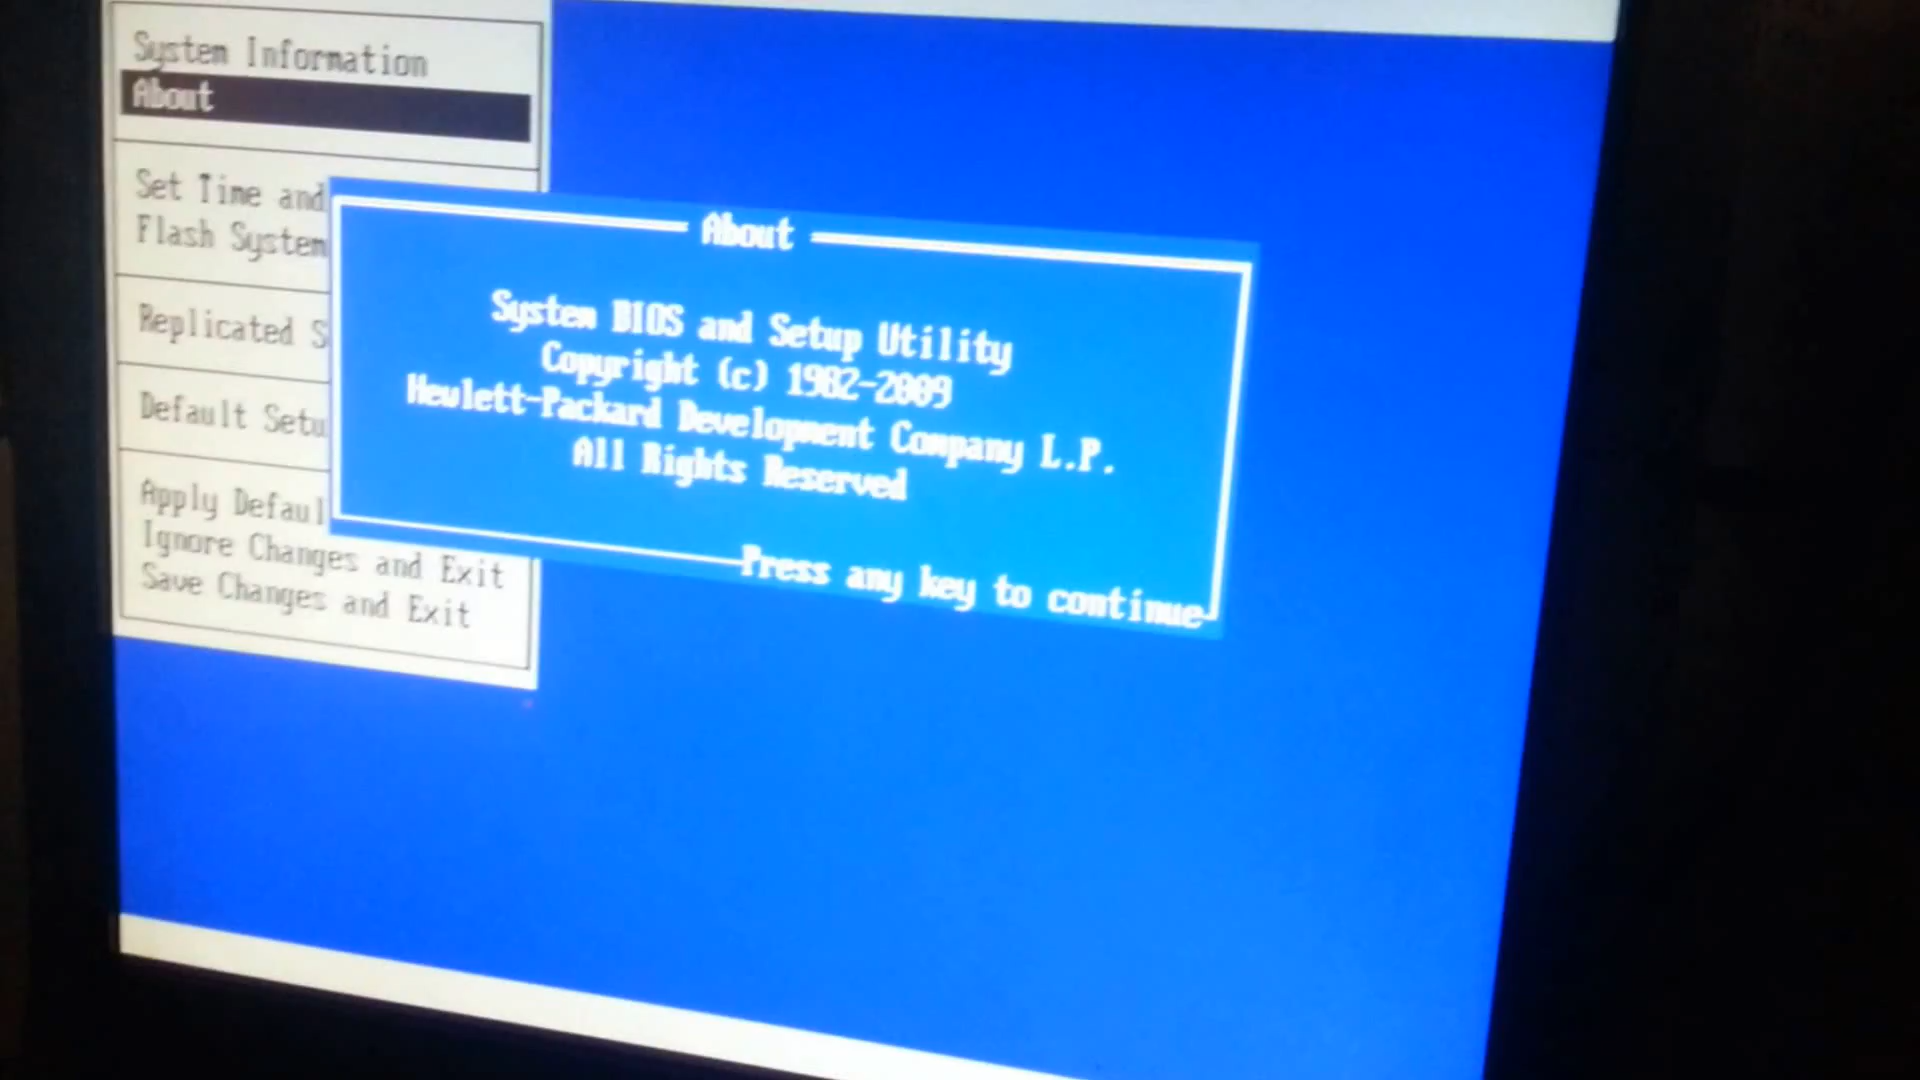 System Information
About
Set Time and
Flash System
Replicated S
Default Setu
Apply Defaul
Ignore Changes and Exit
Save Changes and Exit
About
System BIOS and Setup Utility
Copyright (c) 1982-2009
Hewlett-Packard Development Company L.P.
All Rights Reserved
Press any key to continue